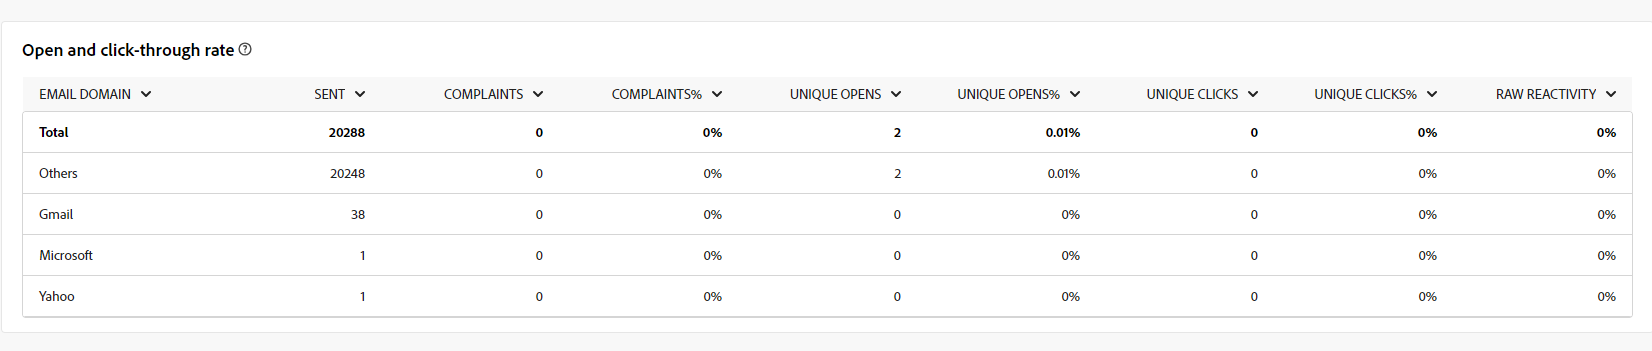 Open and click-through rate
EMAIL DOMAIN SENT COMPLAINTS COMPLAINTS% UNIQUE OPENS UNIQUE OPENS% UNIQUE CLICKS UNIQUE CLICKS% RAW REACTIVITY
Total 20288 0 0% 2 0.01% 0 0% 0%
Others 20248 0 0% 2 0.01% 0 0% 0%
Gmail 38 0 0% 0 0% 0 0% 0%
Microsoft 1 0 0% 0 0% 0 0% 0%
Yahoo 1 0 0% 0 0% 0 0% 0%